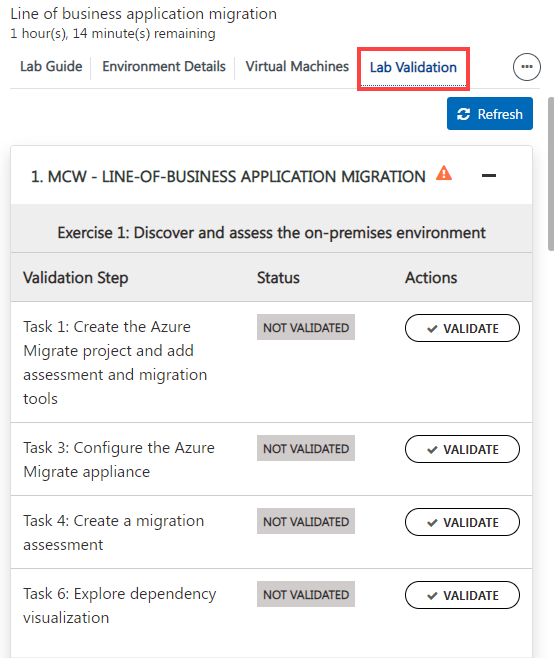 Line of business application migration
1 hour(s), 14 minute(s) remaining
Lab Guide
Environment Details
Virtual Machines
Lab Validation
Refresh
1. MCW - LINE-OF-BUSINESS APPLICATION MIGRATION
Exercise 1: Discover and assess the on-premises environment
Validation Step
Status
Actions
Task 1: Create the Azure
Migrate project and add
assessment and migration
tools
NOT VALIDATED
VALIDATE
Task 3: Configure the Azure
Migrate appliance
NOT VALIDATED
VALIDATE
Task 4: Create a migration
assessment
NOT VALIDATED
VALIDATE
Task 6: Explore dependency
visualization
NOT VALIDATED
VALIDATE